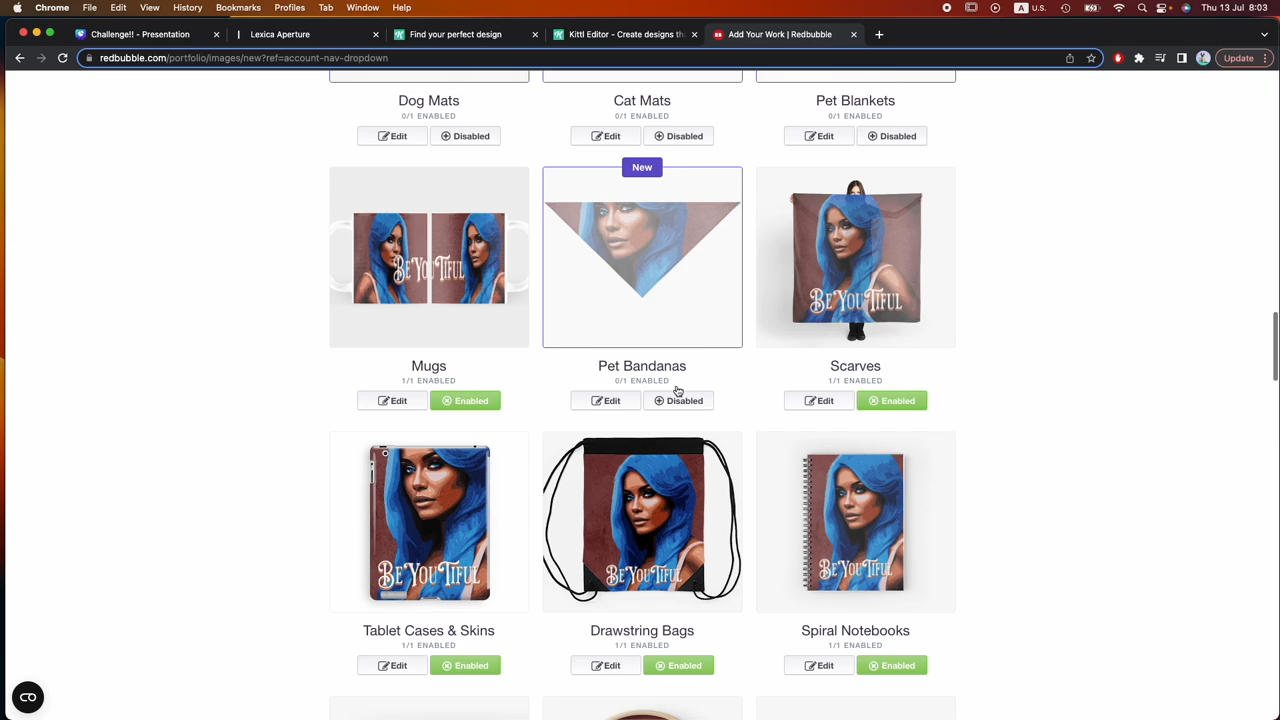 Chrome File Edit View History Bookmarks Profiles Tab Window Help A U.S. Thu 13 Jul 8:03
Challenge!! - Presentation Lexica Aperture Find your perfect design Kittl Editor - Create designs th Add Your Work | Redbubble
redbubble.com/portfolio/images/new?ref=account-nav-dropdown Update
Dog Mats Cat Mats Pet Blankets
0/1 ENABLED 0/1 ENABLED 0/1 ENABLED
Edit Disabled Edit Disabled Edit Disabled
New
BE YOU TIFUL
BE YOU TIFUL
Mugs Pet Bandanas Scarves
1/1 ENABLED 0/1 ENABLED 1/1 ENABLED
Edit Enabled Edit Disabled Edit Enabled
BE YOU TIFUL BE YOU TIFUL BE YOU TIFUL
Tablet Cases & Skins Drawstring Bags Spiral Notebooks
1/1 ENABLED 1/1 ENABLED 1/1 ENABLED
Edit Enabled Edit Enabled Edit Enabled